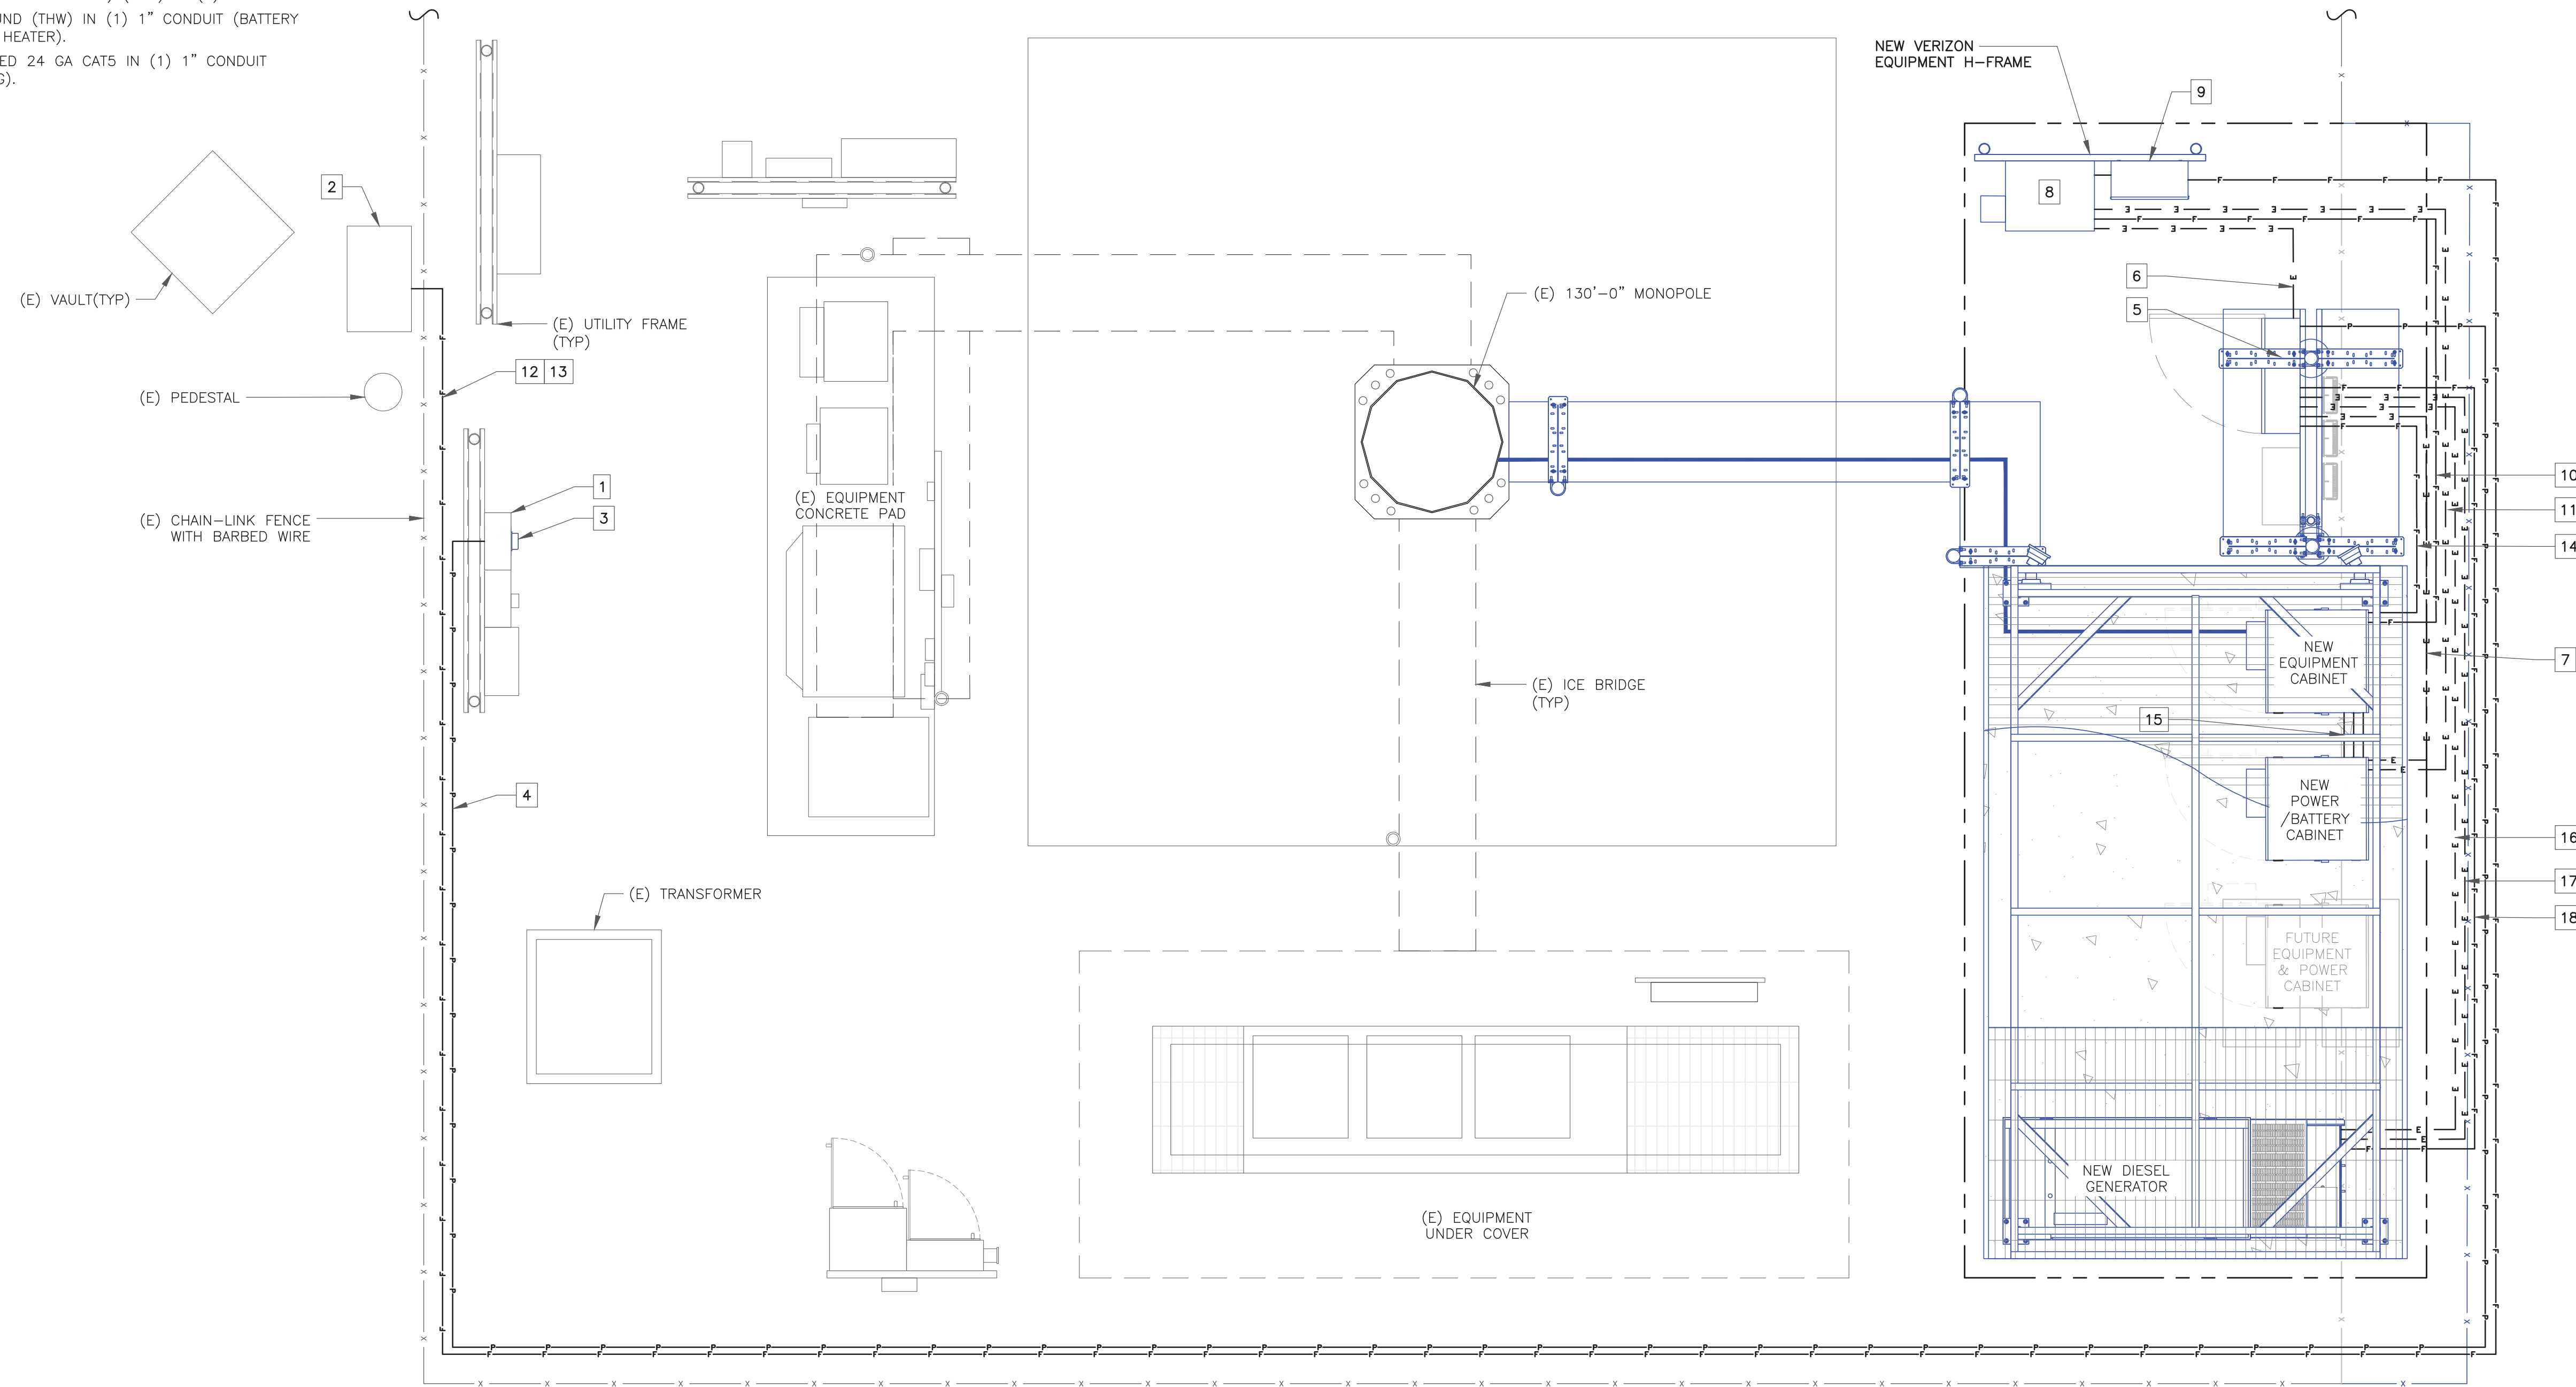 UND (THW) IN (1) 1" CONDUIT (BATTERY
HEATER).
ED 24 GA CAT5 IN (1) 1" CONDUIT
G).
NEW VERIZON
EQUIPMENT H-FRAME
9
2
8
(E) VAULT(TYP)
6
5
(E) 130'-0" MONOPOLE
(E) UTILITY FRAME
(TYP)
12 13
(E) PEDESTAL
1
3
(E) CHAIN-LINK FENCE
WITH BARBED WIRE
(E) EQUIPMENT
CONCRETE PAD
10
11
14
NEW
EQUIPMENT
CABINET
7
(E) ICE BRIDGE
(TYP)
15
4
NEW
POWER
/BATTERY
CABINET
16
17
18
(E) TRANSFORMER
FUTURE
EQUIPMENT
& POWER
CABINET
NEW DIESEL
GENERATOR
(E) EQUIPMENT
UNDER COVER